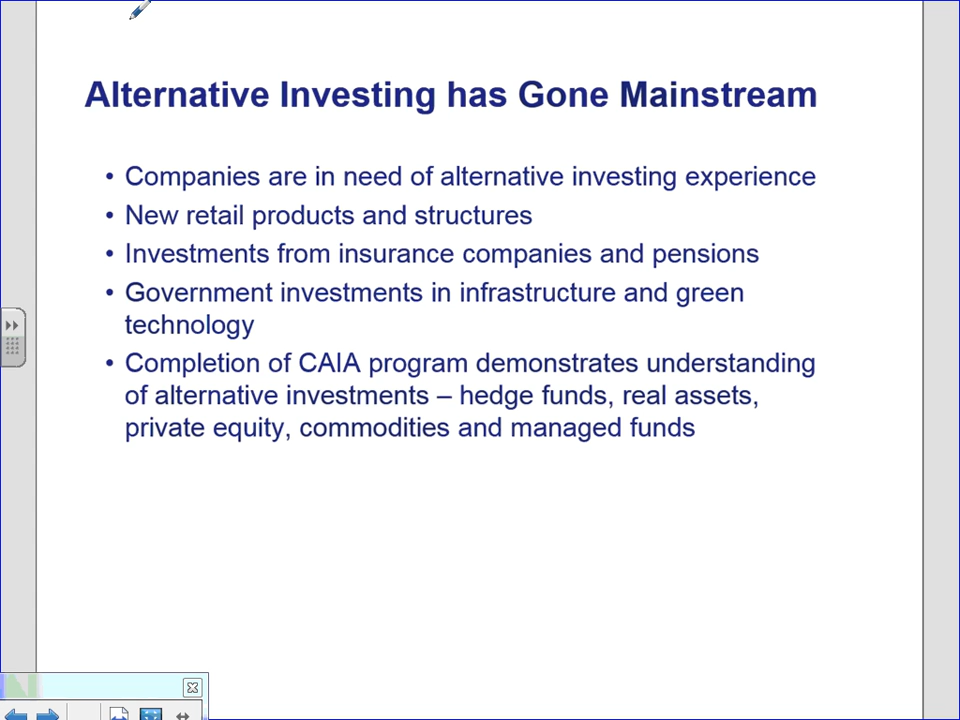 Alternative Investing has Gone Mainstream
• Companies are in need of alternative investing experience
• New retail products and structures
• Investments from insurance companies and pensions
• Government investments in infrastructure and green
technology
• Completion of CAIA program demonstrates understanding
of alternative investments – hedge funds, real assets,
private equity, commodities and managed funds